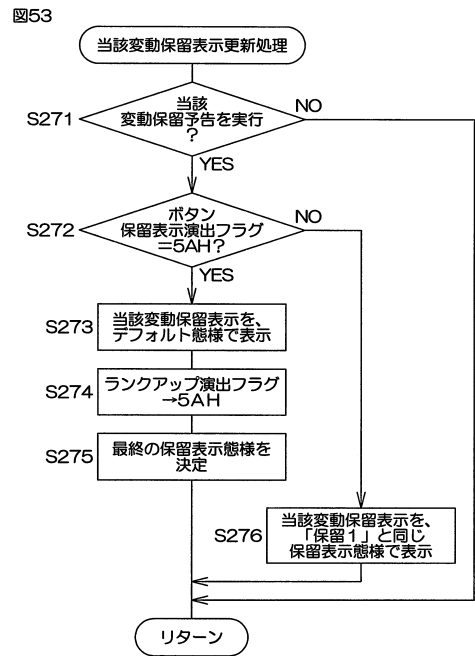 図53
当該変動保留表示更新処理
S271
当該
変動保留予告を実行
?
NO
YES
S272
ボタン
保留表示演出フラグ
=5AH?
NO
YES
S273
当該変動保留表示を、
デフォルト態様で表示
S274
ランクアップ演出フラグ
→5AH
S275
最終の保留表示態様を
決定
S276
当該変動保留表示を、
「保留1」と同じ
保留表示態様で表示
リターン